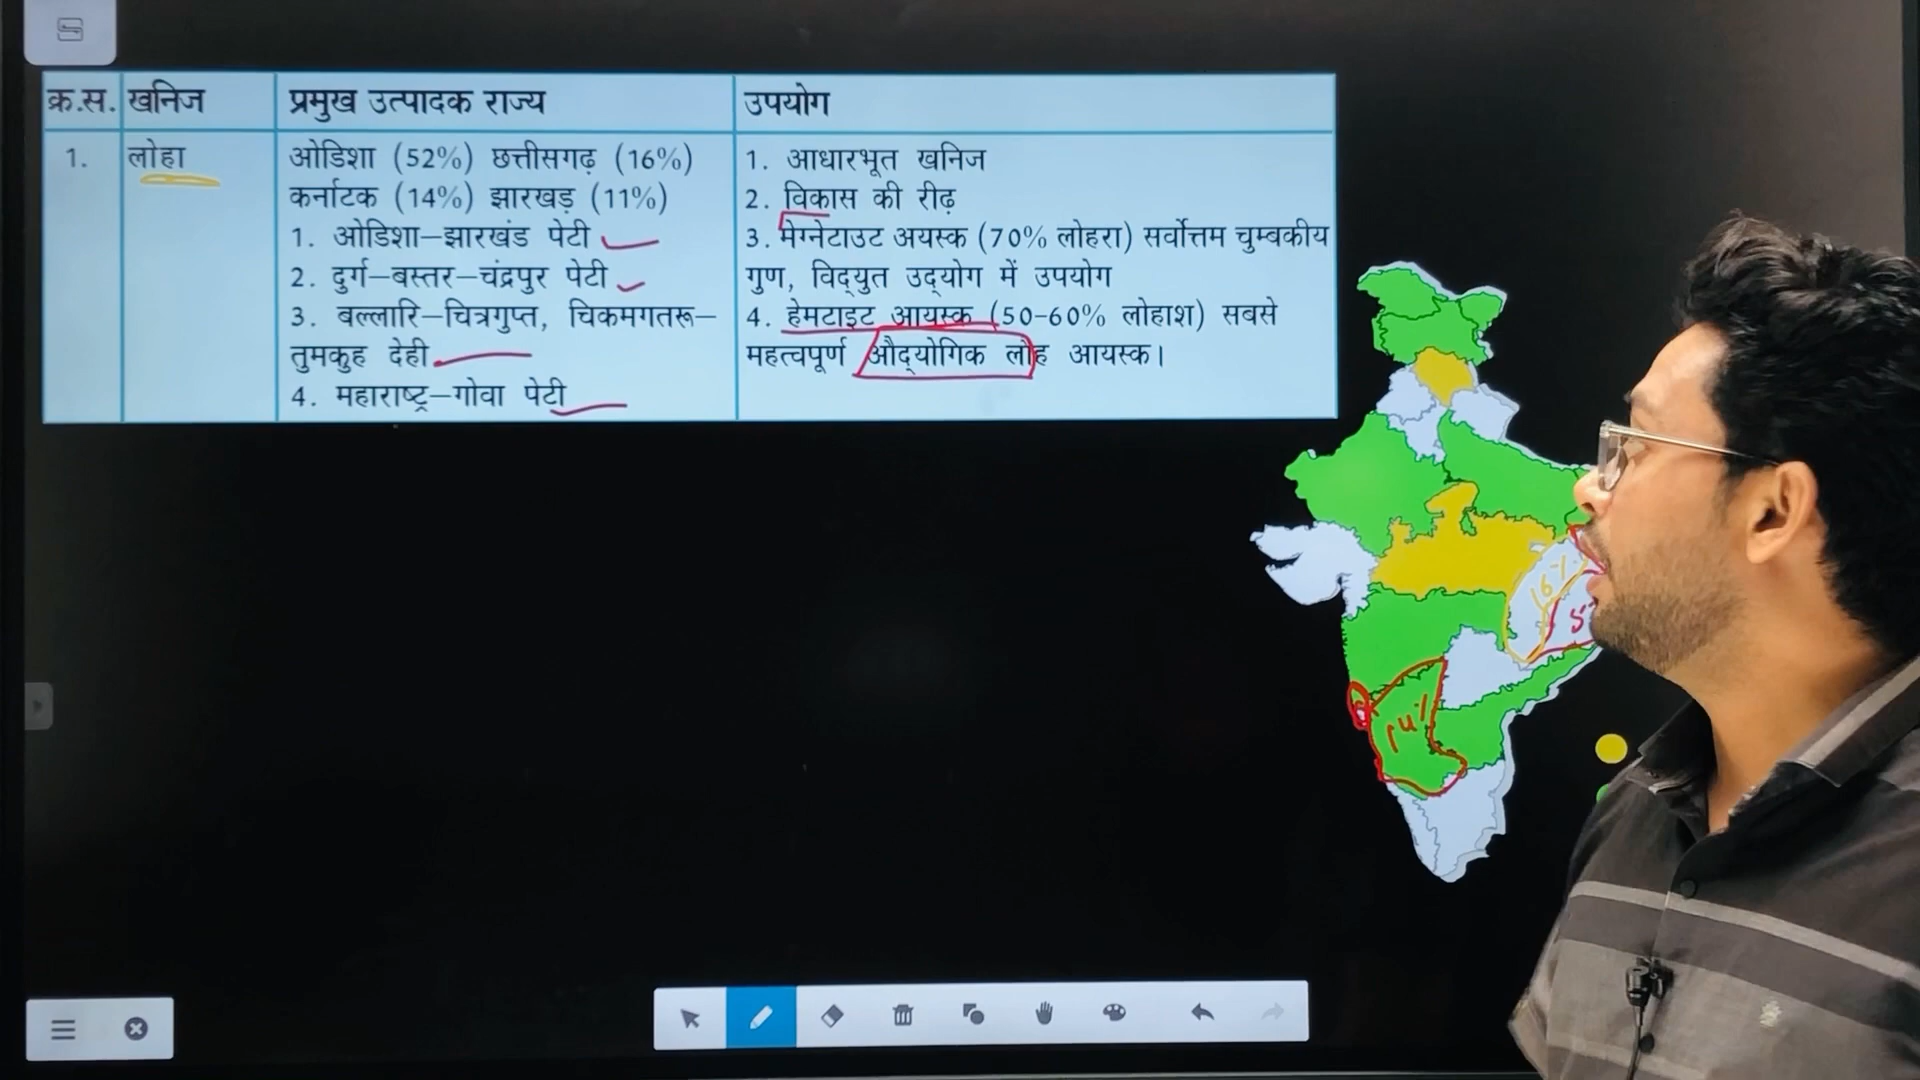 क्र.स. खनिज प्रमुख उत्पादक राज्य उपयोग
1. लोहा
ओडिशा (52%) छत्तीसगढ़ (16%)
कर्नाटक (14%) झारखड़ (11%)
1. ओडिशा–झारखंड पेटी
2. दुर्ग–बस्तर–चंद्रपुर पेटी
3. बल्लारि–चित्रगुप्त, चिकमगतरू–
तुमकुह देही
4. महाराष्ट्र–गोवा पेटी
1. आधारभूत खनिज
2. विकास की रीढ़
3. मेग्नेटाउट अयस्क (70% लोहरा) सर्वोत्तम चुम्बकीय
गुण, विद्युत उद्योग में उपयोग
4. हेमटाइट आयस्क (50-60% लोहाश) सबसे
महत्वपूर्ण औद्योगिक लोह आयस्क।
16%
14%